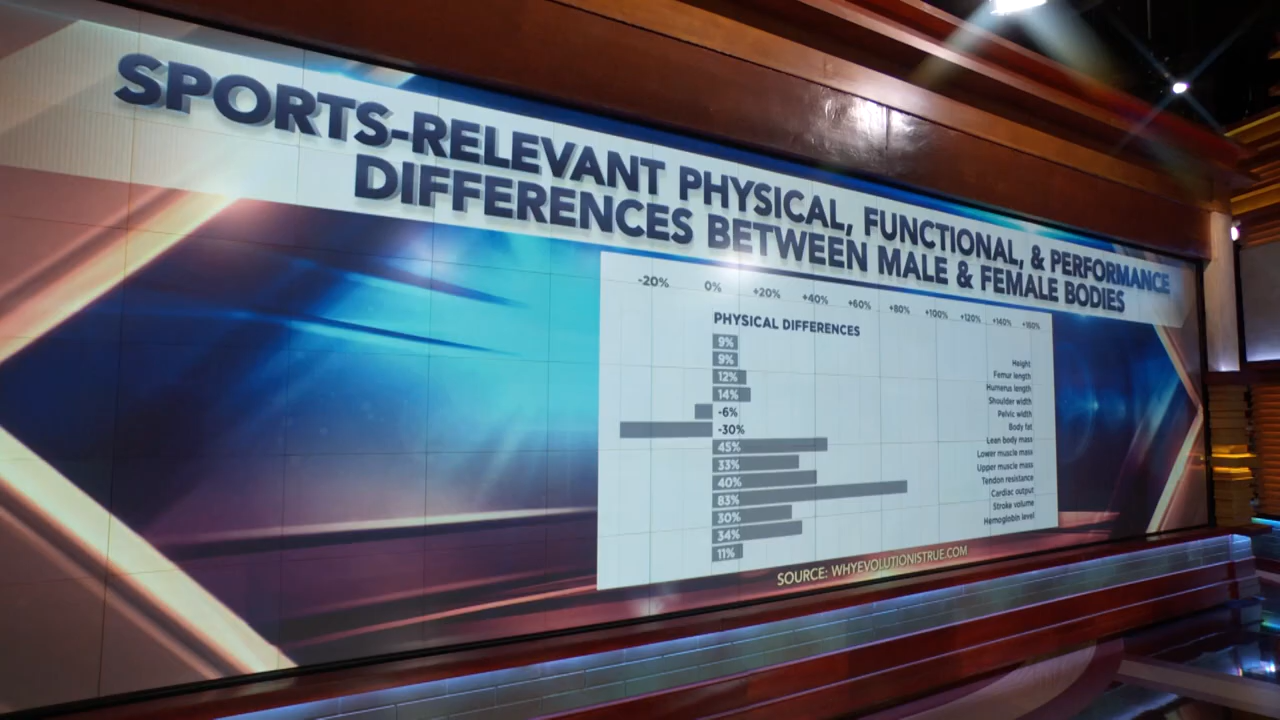 SPORTS-RELEVANT PHYSICAL, FUNCTIONAL, & PERFORMANCE
DIFFERENCES BETWEEN MALE & FEMALE BODIES
-20% 0% +20% +40% +60% +80% +100% +120% +140% +160%
PHYSICAL DIFFERENCES
9%
9%
12%
14%
-6%
-30%
45%
33%
40%
83%
30%
34%
11%
Height
Femur length
Humerus length
Shoulder width
Pelvic width
Body fat
Lean body mass
Lower muscle mass
Upper muscle mass
Tendon resistance
Cardiac output
Stroke volume
Hemoglobin level
SOURCE: WHYEVOLUTIONISTRUE.COM